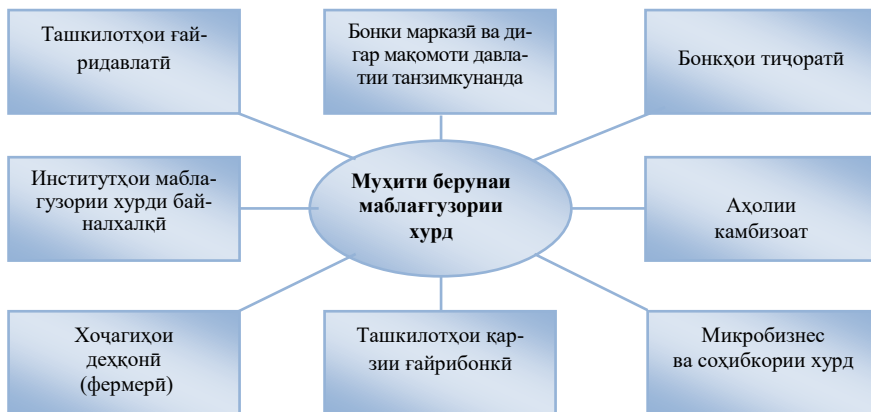 Ташкилотҳои ғай-
ридавлатӣ
Бонки марказӣ ва ди-
гар мақомоти давла-
тии танзимкунанда
Бонкҳои тиҷоратӣ
Институтҳои мабла-
гузории хурди бай-
налхалқӣ
Муҳити берунаи
маблағгузории
хурд
Аҳолии
камбизоат
Хоҷагиҳои
деҳқонӣ
(фермерӣ)
Ташкилотҳои қар-
зии ғайрибонкӣ
Микробизнес
ва соҳибкории хурд